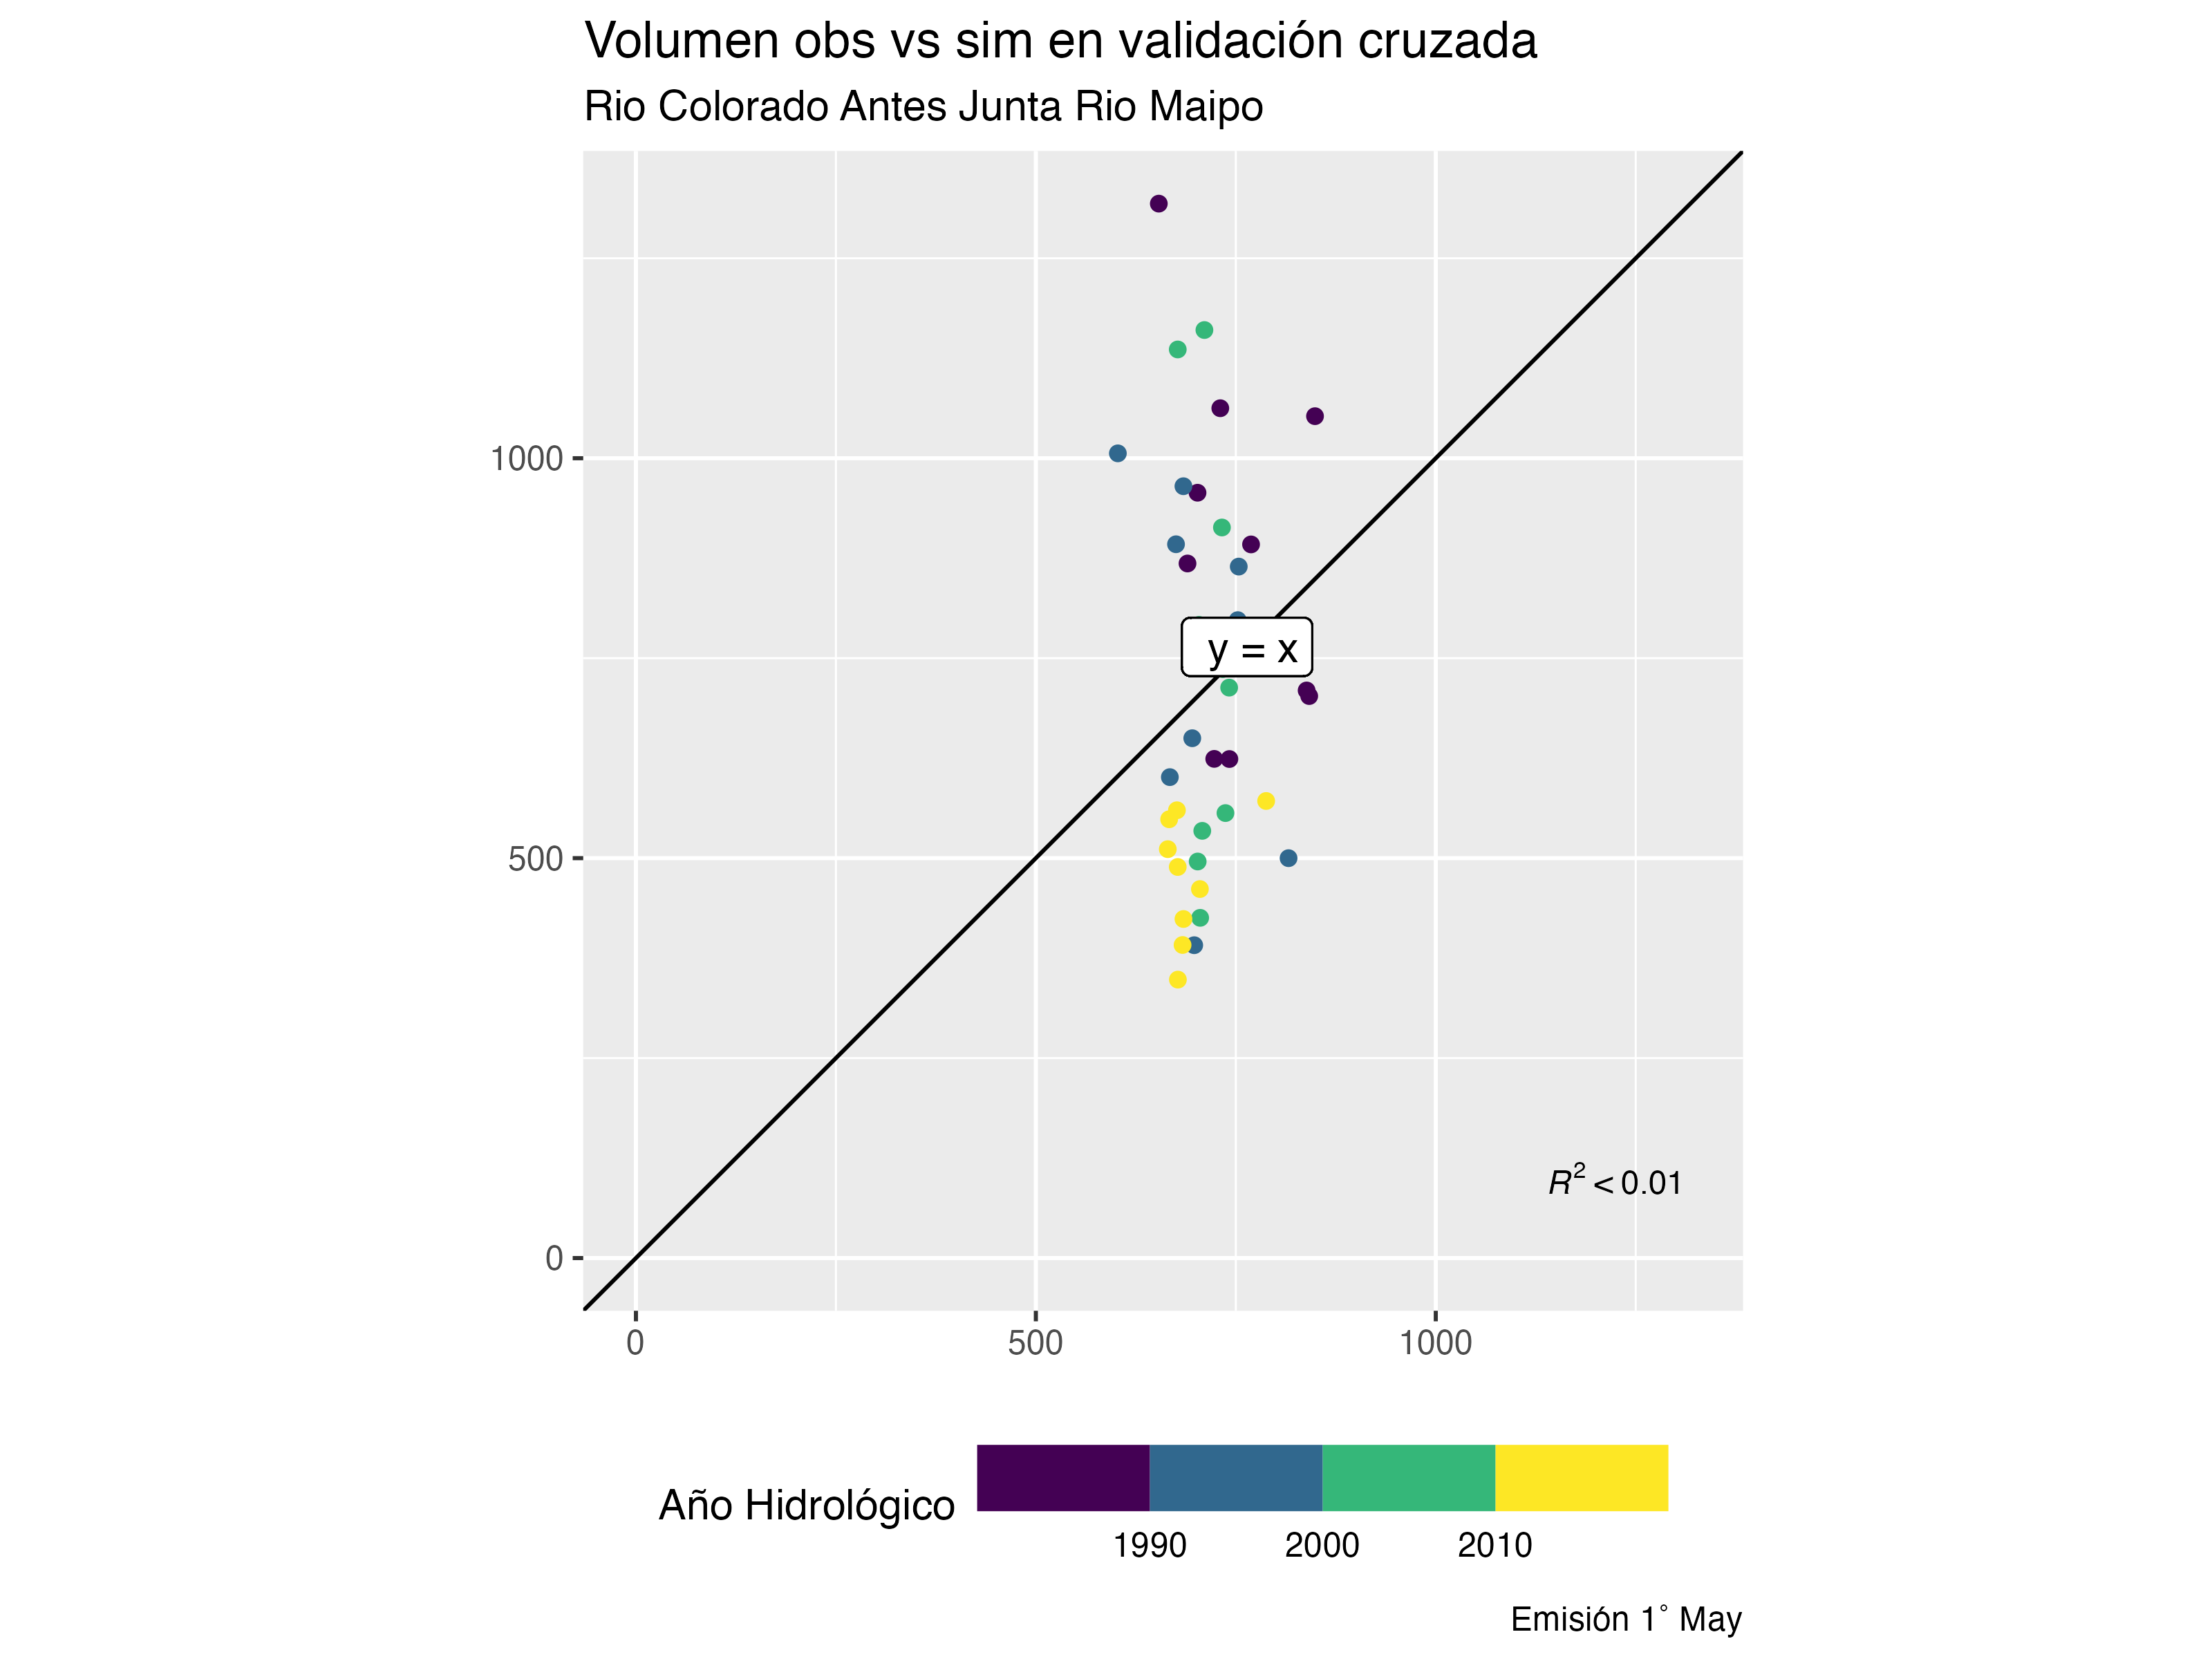 Volumen obs vs sim en validación cruzada
Rio Colorado Antes Junta Rio Maipo
1000
y = x
500
R² < 0.01
0
0 500 1000
Año Hidrológico
1990 2000 2010
Emisión 1° May